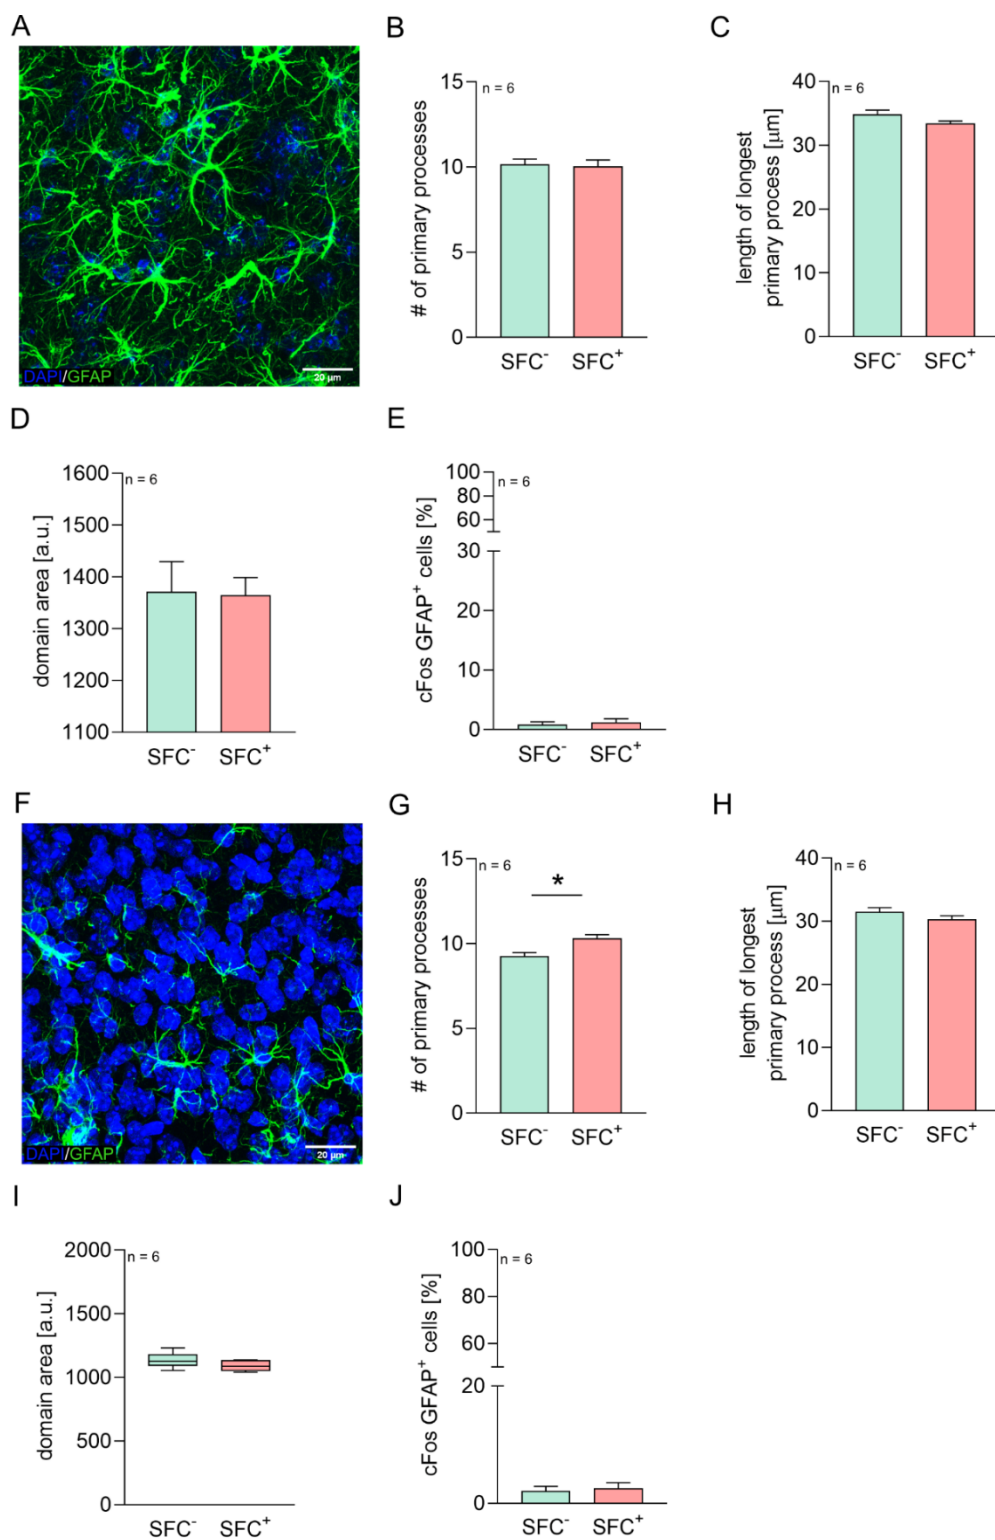 A
DAPI/GFAP
20 µm
B
n = 6
# of primary processes
15
10
5
0
SFC⁻
SFC⁺
C
n = 6
length of longest
primary process [µm]
40
30
20
10
0
SFC⁻
SFC⁺
D
n = 6
domain area [a.u.]
1600
1500
1400
1300
1200
1100
SFC⁻
SFC⁺
E
n = 6
cFos GFAP⁺ cells [%]
100
80
60
30
20
10
0
SFC⁻
SFC⁺
F
DAPI/GFAP
20 µm
G
n = 6
# of primary processes
15
10
5
0
*
SFC⁻
SFC⁺
H
n = 6
length of longest
primary process [µm]
40
30
20
10
0
SFC⁻
SFC⁺
I
n = 6
domain area [a.u.]
2000
1500
1000
500
0
SFC⁻
SFC⁺
J
n = 6
cFos GFAP⁺ cells [%]
100
80
60
20
0
SFC⁻
SFC⁺